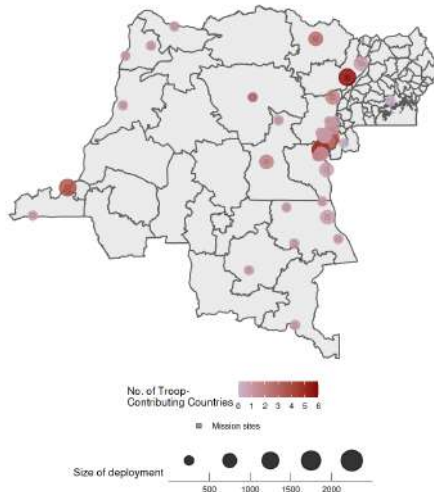 No. of Troop-
Contributing Countries
0 1 2 3 4 5 6
Mission sites
Size of deployment
500 1000 1500 2000